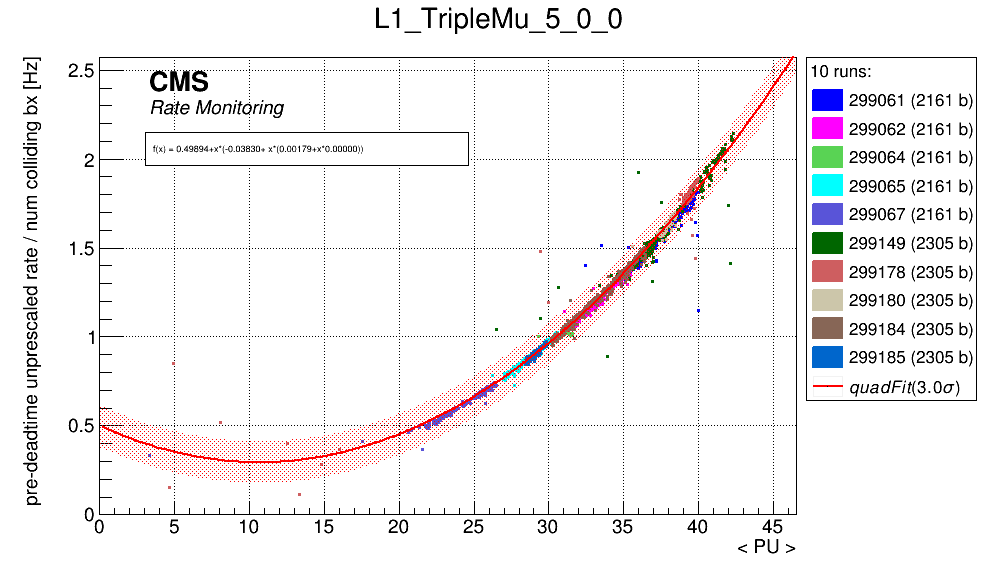 L1_TripleMu_5_0_0
pre-deadtime unprescaled rate / num colliding bx [Hz]
CMS
Rate Monitoring
f(x) = 0.49894+x*(-0.03830+ x*(0.00179+x*0.00000))
2.5
2
1.5
1
0.5
0
0 5 10 15 20 25 30 35 40 45
< PU >
10 runs:
299061 (2161 b)
299062 (2161 b)
299064 (2161 b)
299065 (2161 b)
299067 (2161 b)
299149 (2305 b)
299178 (2305 b)
299180 (2305 b)
299184 (2305 b)
299185 (2305 b)
quadFit(3.0σ)